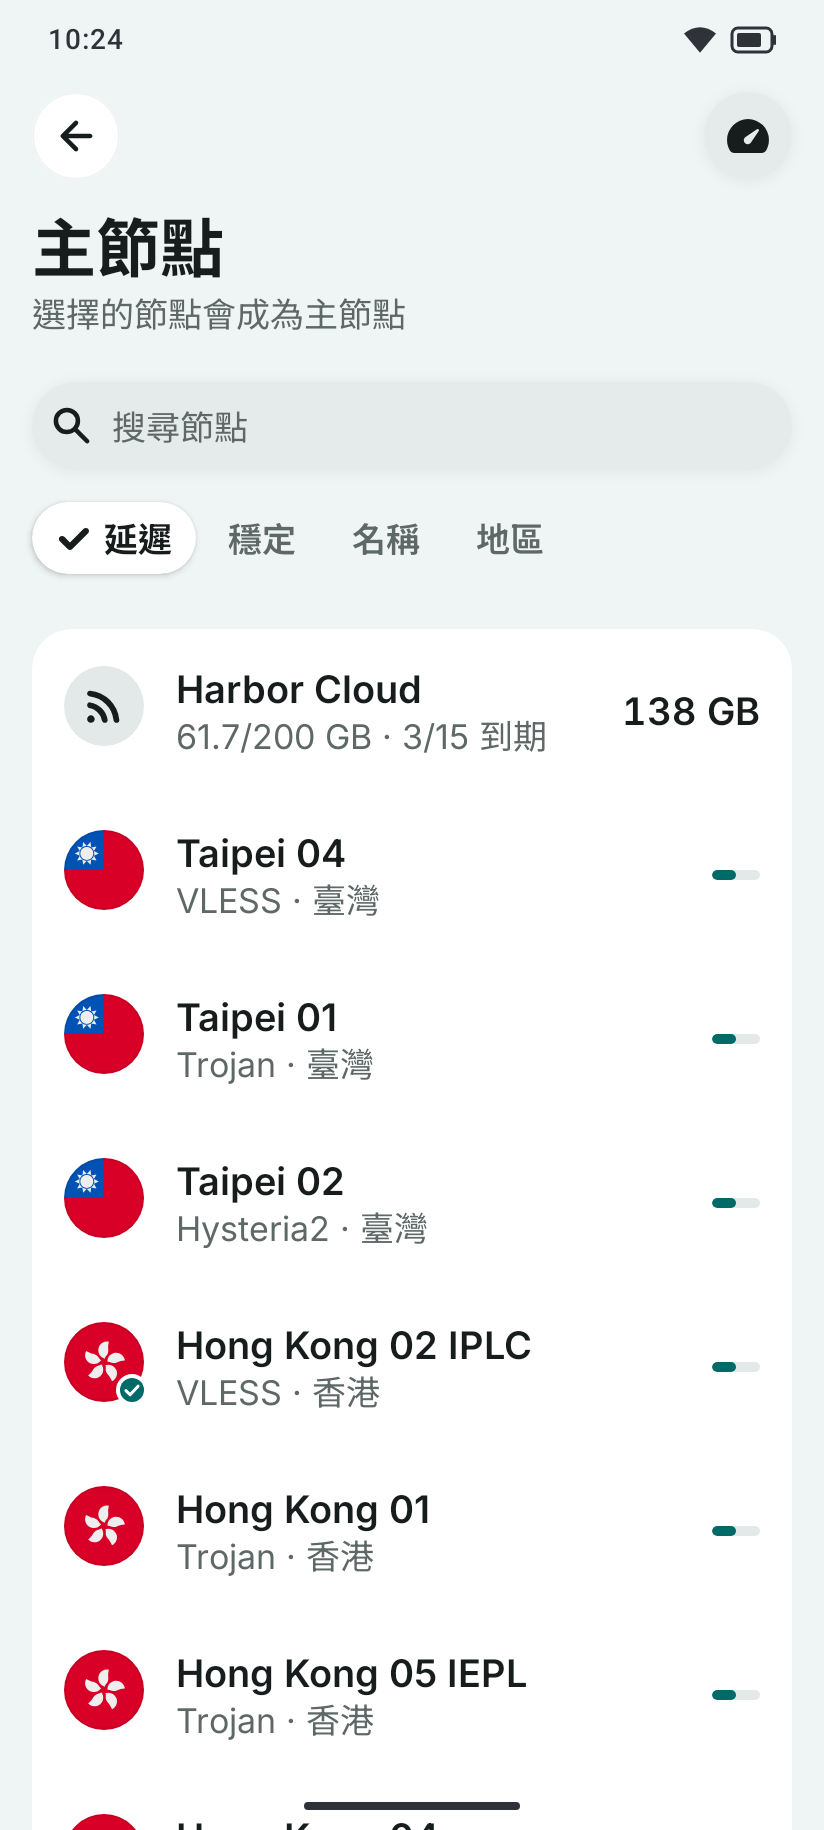 10:24
主節點
選擇的節點會成為主節點
搜尋節點
延遲 穩定 名稱 地區
Harbor Cloud
61.7/200 GB · 3/15 到期
138 GB
Taipei 04
VLESS · 臺灣
Taipei 01
Trojan · 臺灣
Taipei 02
Hysteria2 · 臺灣
Hong Kong 02 IPLC
VLESS · 香港
Hong Kong 01
Trojan · 香港
Hong Kong 05 IEPL
Trojan · 香港
Hong Kong 04